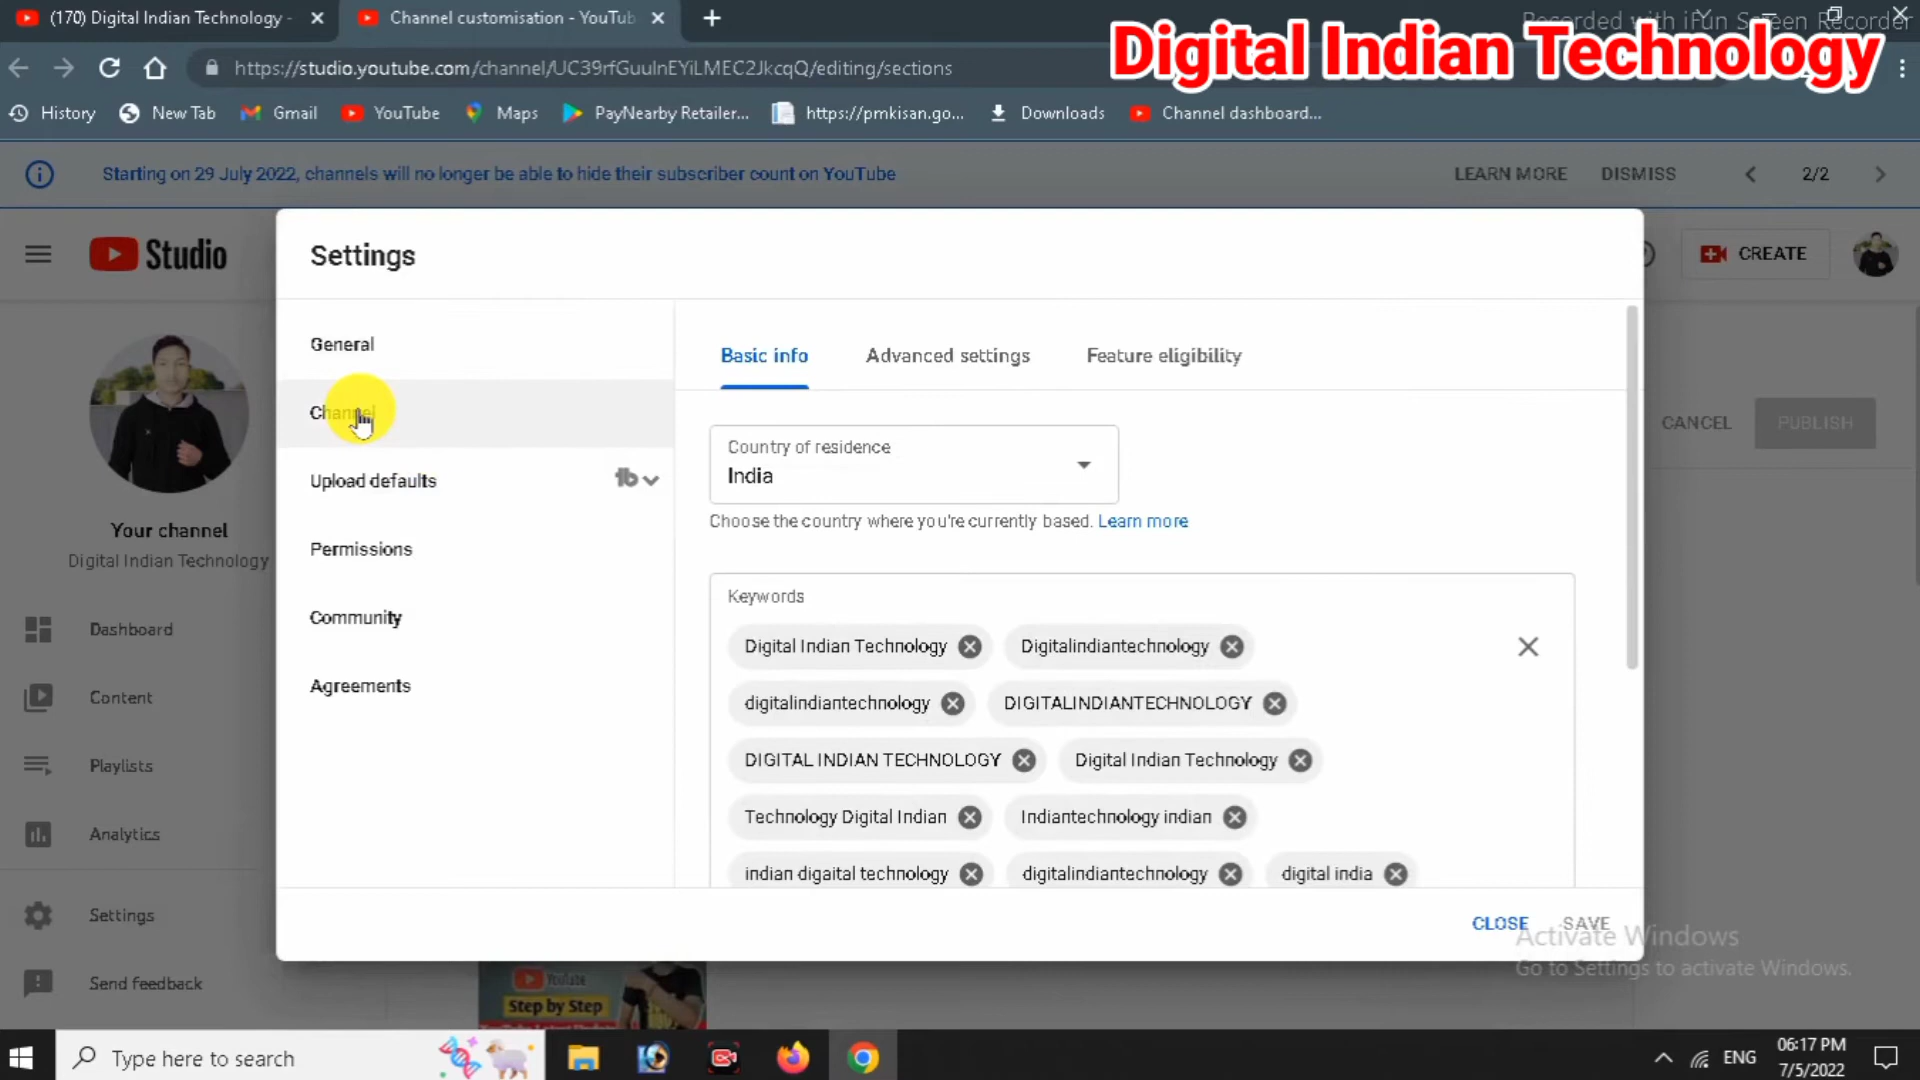 (170) Digital Indian Technology -
Channel customisation - YouTub
Recorded with iFun Screen Recorder
Digital Indian Technology
https://studio.youtube.com/channel/UC39rfGuulnEYiLMEC2JkcqQ/editing/sections
History
New Tab
Gmail
YouTube
Maps
PayNearby Retailer...
https://pmkisan.go...
Downloads
Channel dashboard...
Starting on 29 July 2022, channels will no longer be able to hide their subscriber count on YouTube
LEARN MORE
DISMISS
2/2
Studio
CREATE
Settings
General
Channel
Upload defaults
Permissions
Community
Agreements
Basic info
Advanced settings
Feature eligibility
Country of residence
India
Choose the country where you're currently based. Learn more
Keywords
Digital Indian Technology
Digitalindiantechnology
digitalindiantechnology
DIGITALINDIANTECHNOLOGY
DIGITAL INDIAN TECHNOLOGY
Digital Indian Technology
Technology Digital Indian
Indiantechnology indian
indian digaital technology
digitalindiantechnology
digital india
CLOSE
SAVE
CANCEL
PUBLISH
Your channel
Digital Indian Technology
Dashboard
Content
Playlists
Analytics
Settings
Send feedback
YouTube
Step by Step
Activate Windows
Go to Settings to activate Windows.
Type here to search
ENG
06:17 PM
7/5/2022